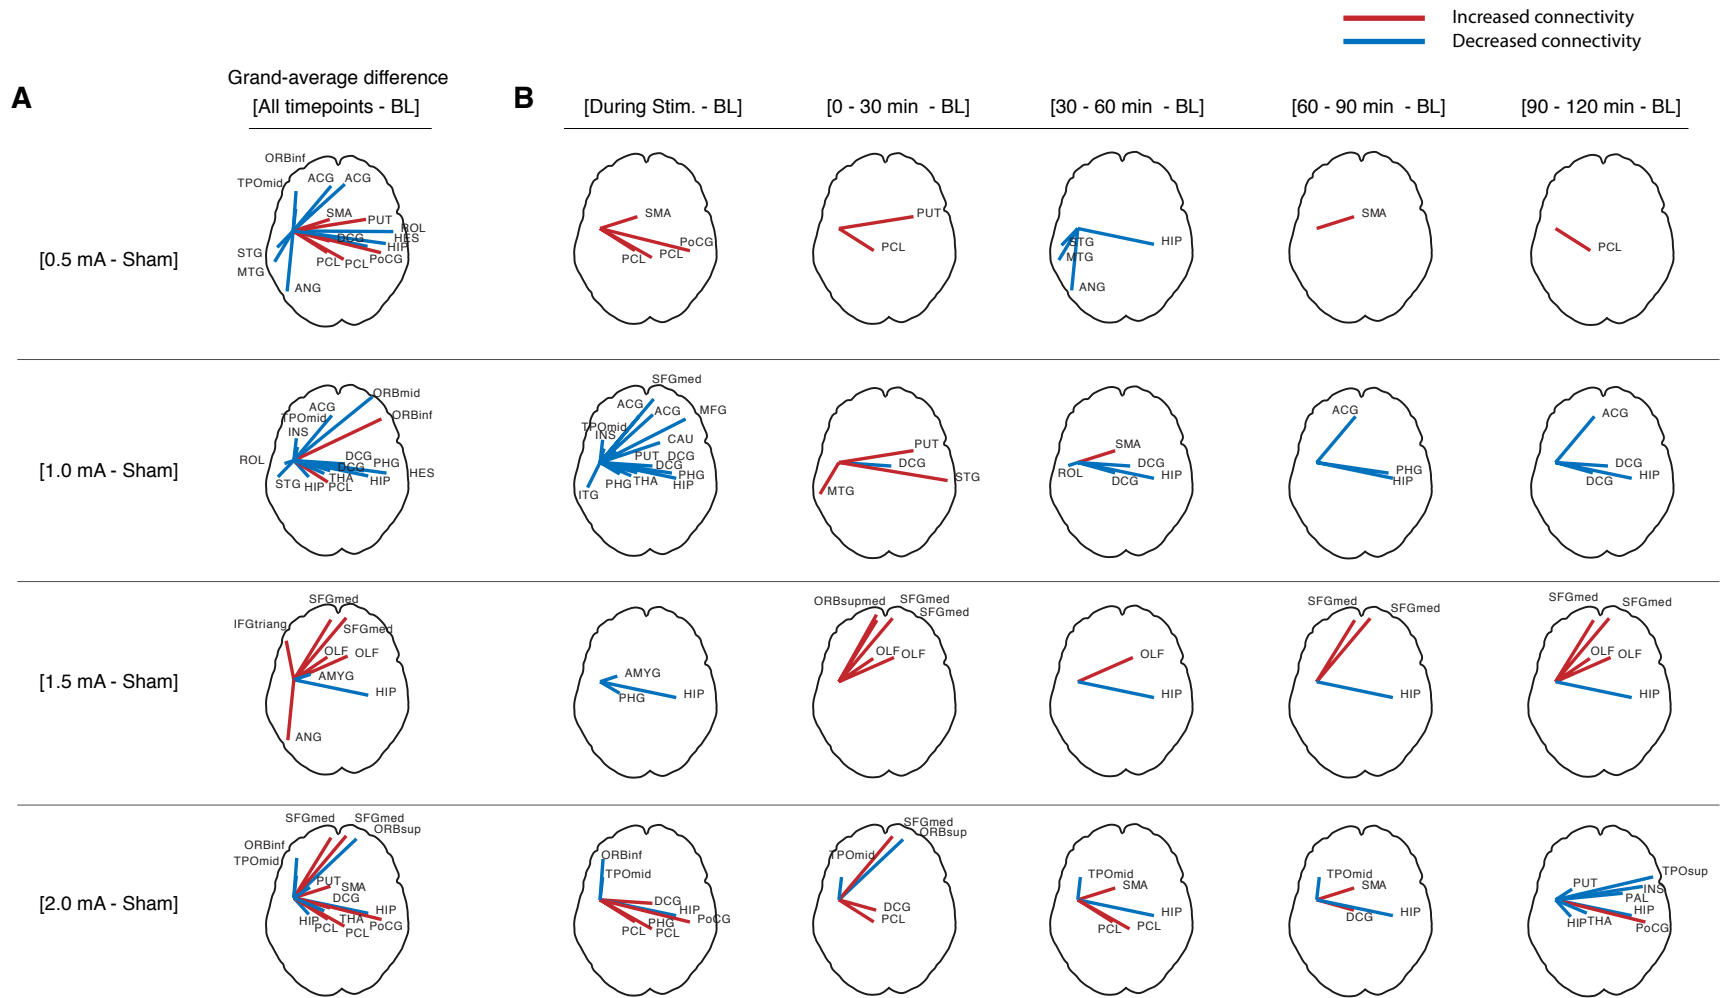 Increased connectivity
Decreased connectivity
A
Grand-average difference
[All timepoints - BL]
B
[During Stim. - BL]
[0 - 30 min - BL]
[30 - 60 min - BL]
[60 - 90 min - BL]
[90 - 120 min - BL]
[0.5 mA - Sham]
ORBinf
TPOmid
ACG
ACG
SMA
PUT
ROL
DCG
HES
HIP
STG
PCL
PCL
PoCG
MTG
ANG
SMA
PoCG
PCL
PCL
PUT
PCL
STG
HIP
MTG
ANG
SMA
PCL
[1.0 mA - Sham]
ORBmid
ACG
TPOmid
ORBinf
INS
ROL
DCG
DCG
PHG
HES
STG
HIP
THA
PCL
HIP
SFGmed
ACG
ACG
MFG
TPOmid
INS
CAU
PUT
DCG
DCG
PHG
THA
PHG
HIP
ITG
PUT
DCG
STG
MTG
SMA
ROL
DCG
HIP
DCG
ACG
PHG
HIP
ACG
DCG
HIP
DCG
[1.5 mA - Sham]
SFGmed
IFGtriang
SFGmed
OLF
OLF
AMYG
HIP
ANG
AMYG
PHG
HIP
ORBsupmed
SFGmed
SFGmed
OLF
OLF
OLF
HIP
SFGmed
SFGmed
HIP
SFGmed
SFGmed
OLF
OLF
HIP
[2.0 mA - Sham]
SFGmed
SFGmed
ORBsup
ORBinf
TPOmid
PUT
SMA
DCG
HIP
HIP
THA
PCL
PCL
PoCG
ORBinf
TPOmid
DCG
HIP
PoCG
PHG
PCL
PCL
SFGmed
ORBsup
TPOmid
DCG
PCL
TPOmid
SMA
HIP
PCL
PCL
TPOmid
SMA
DCG
HIP
TPOsup
PUT
INS
PAL
HIP
HIP
THA
PoCG